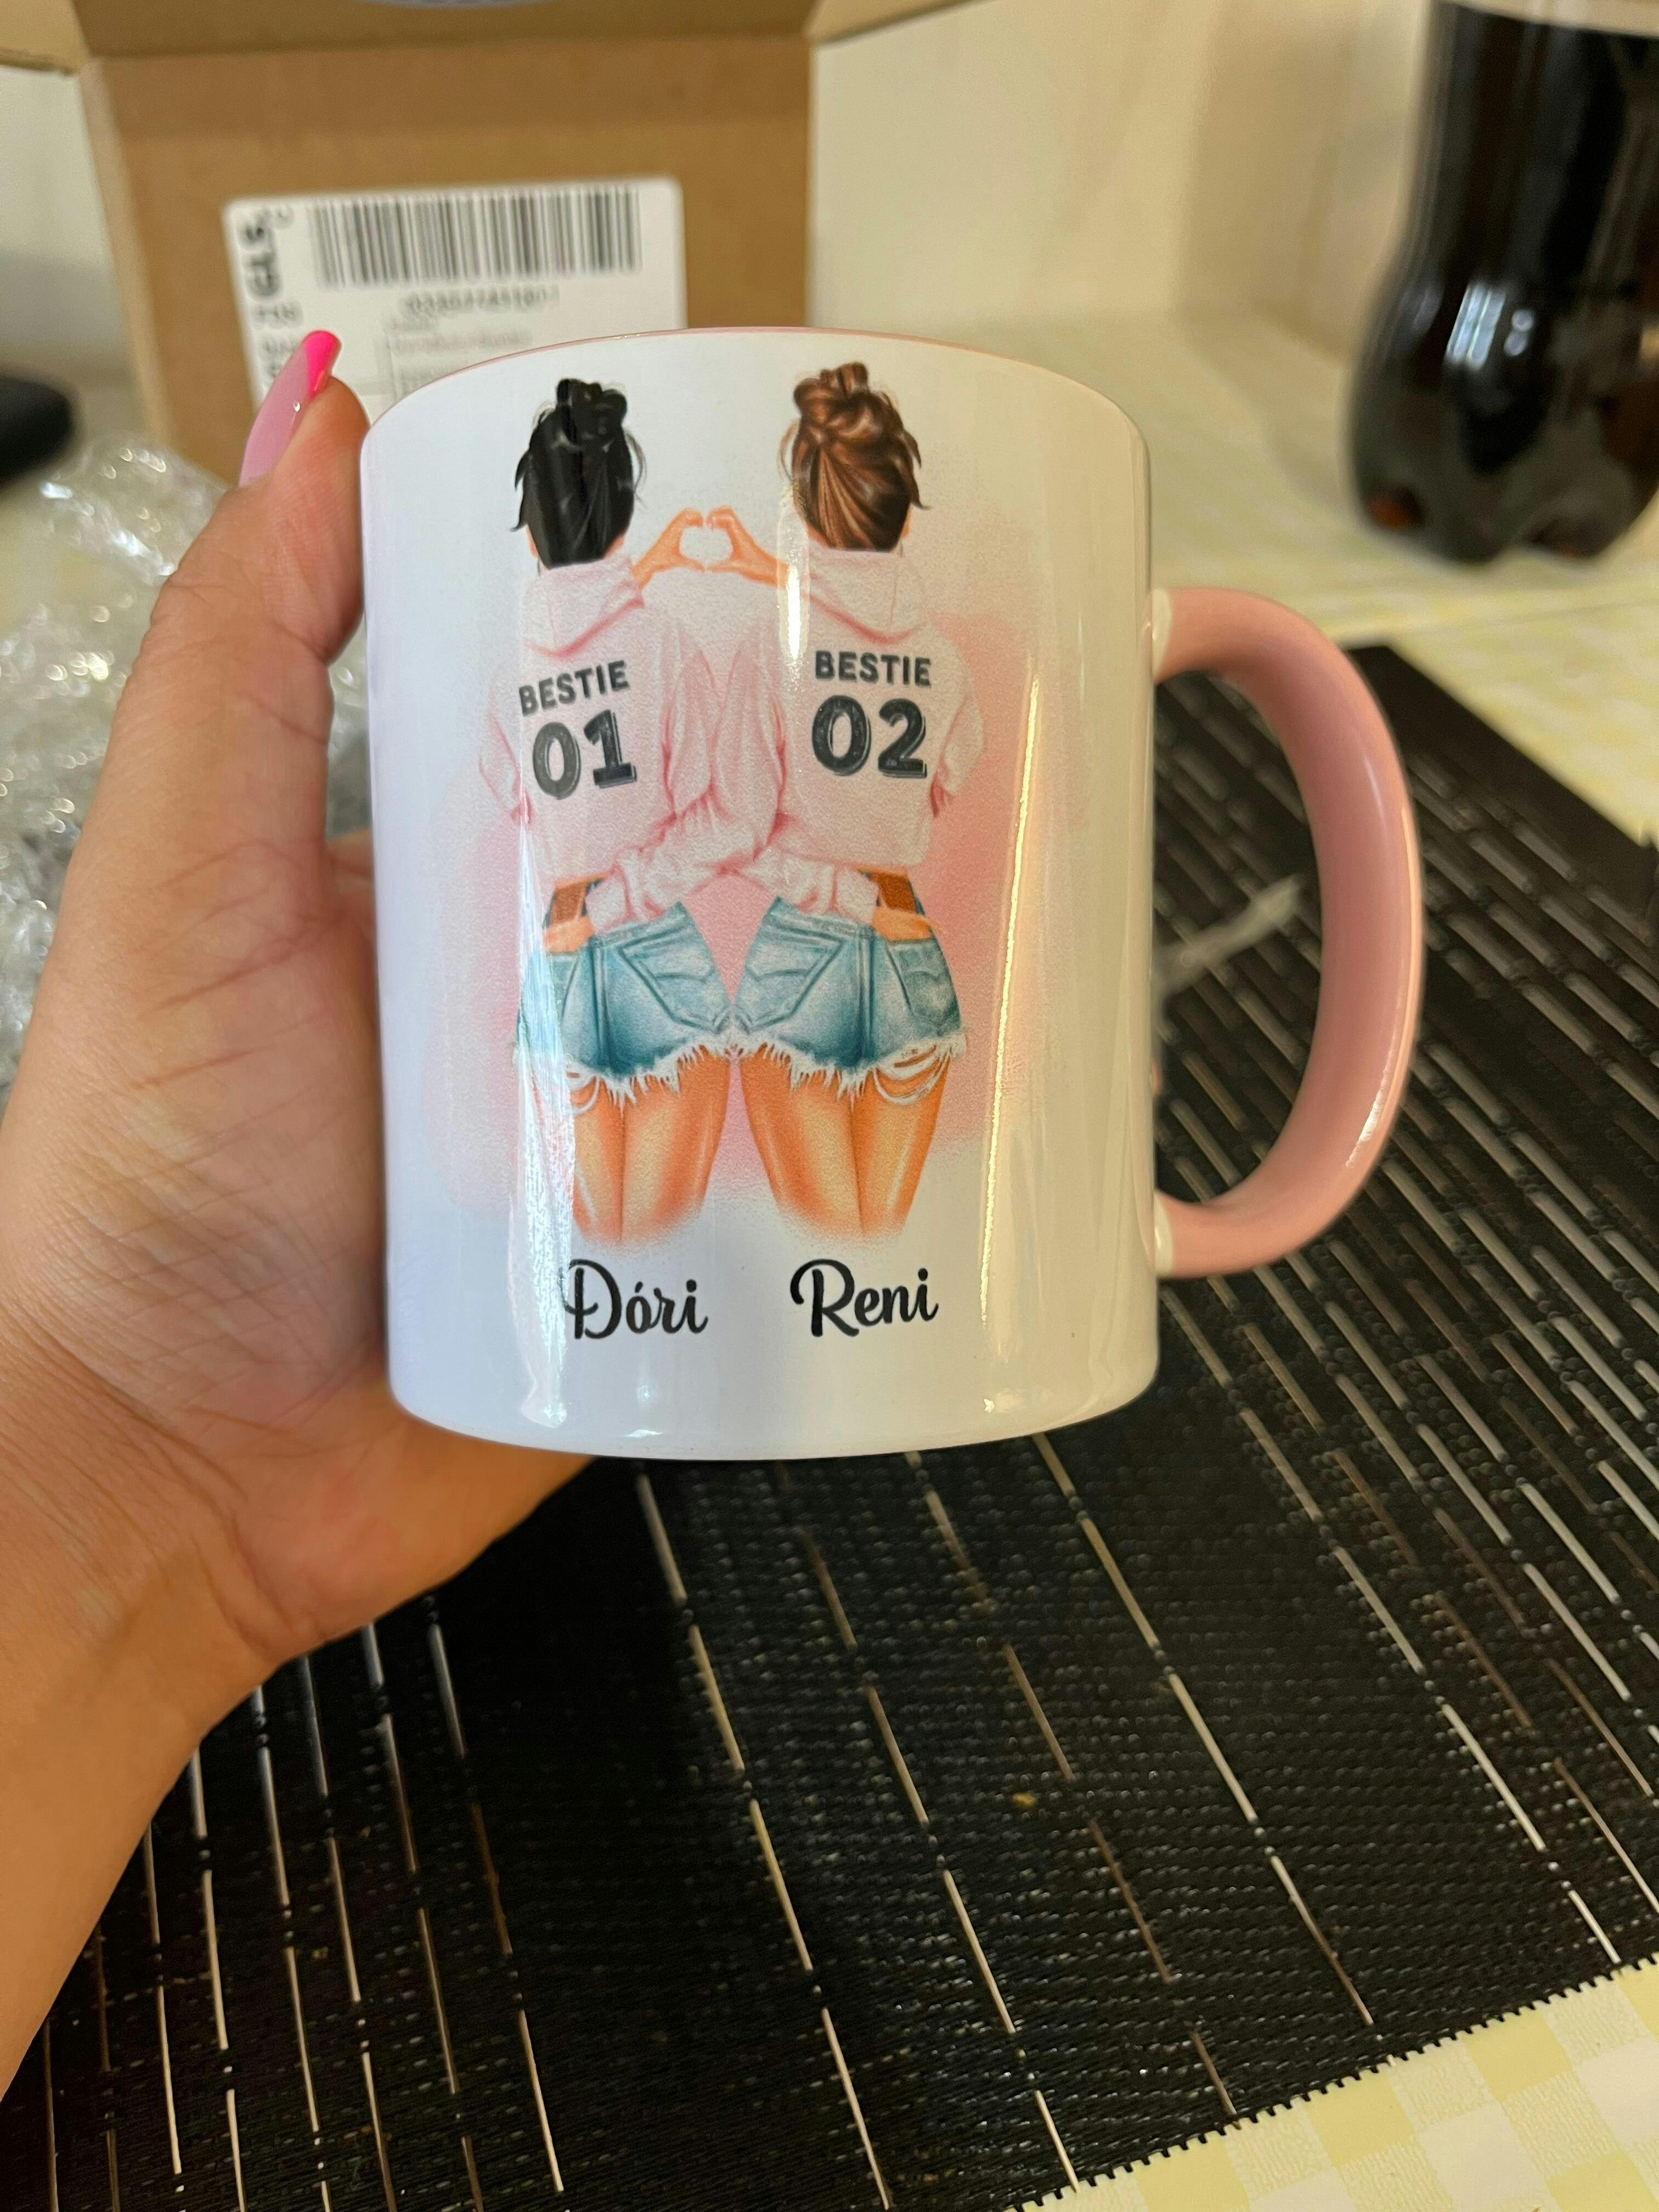 GLS
BESTIE
01
BESTIE
02
Dóri Reni